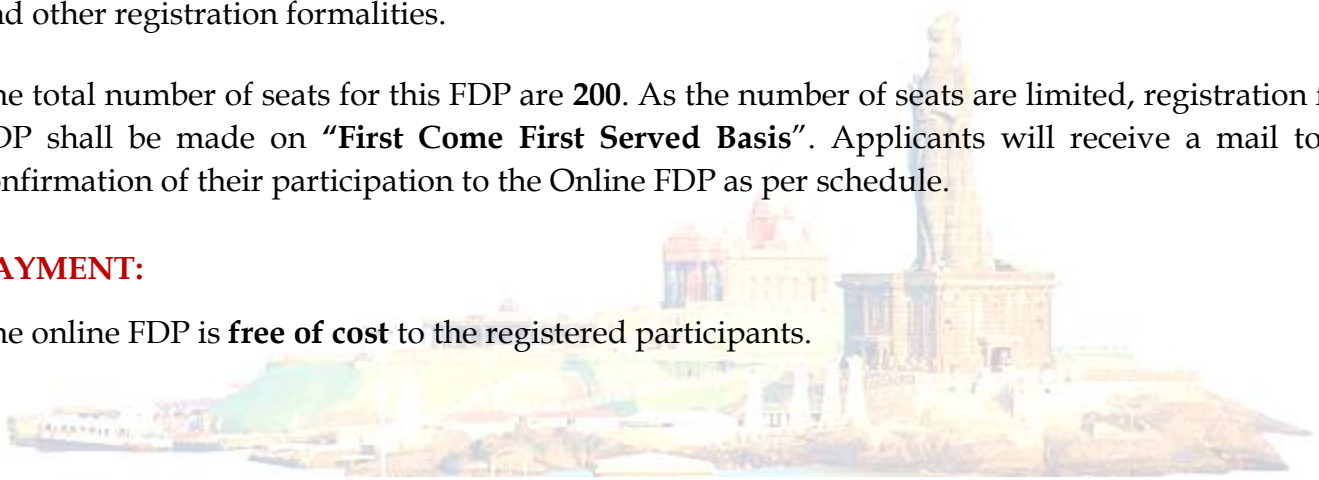 nd other registration formalities.
he total number of seats for this FDP are 200. As the number of seats are limited, registration f
DP shall be made on “First Come First Served Basis”. Applicants will receive a mail to
onfirmation of their participation to the Online FDP as per schedule.
AYMENT:
he online FDP is free of cost to the registered participants.